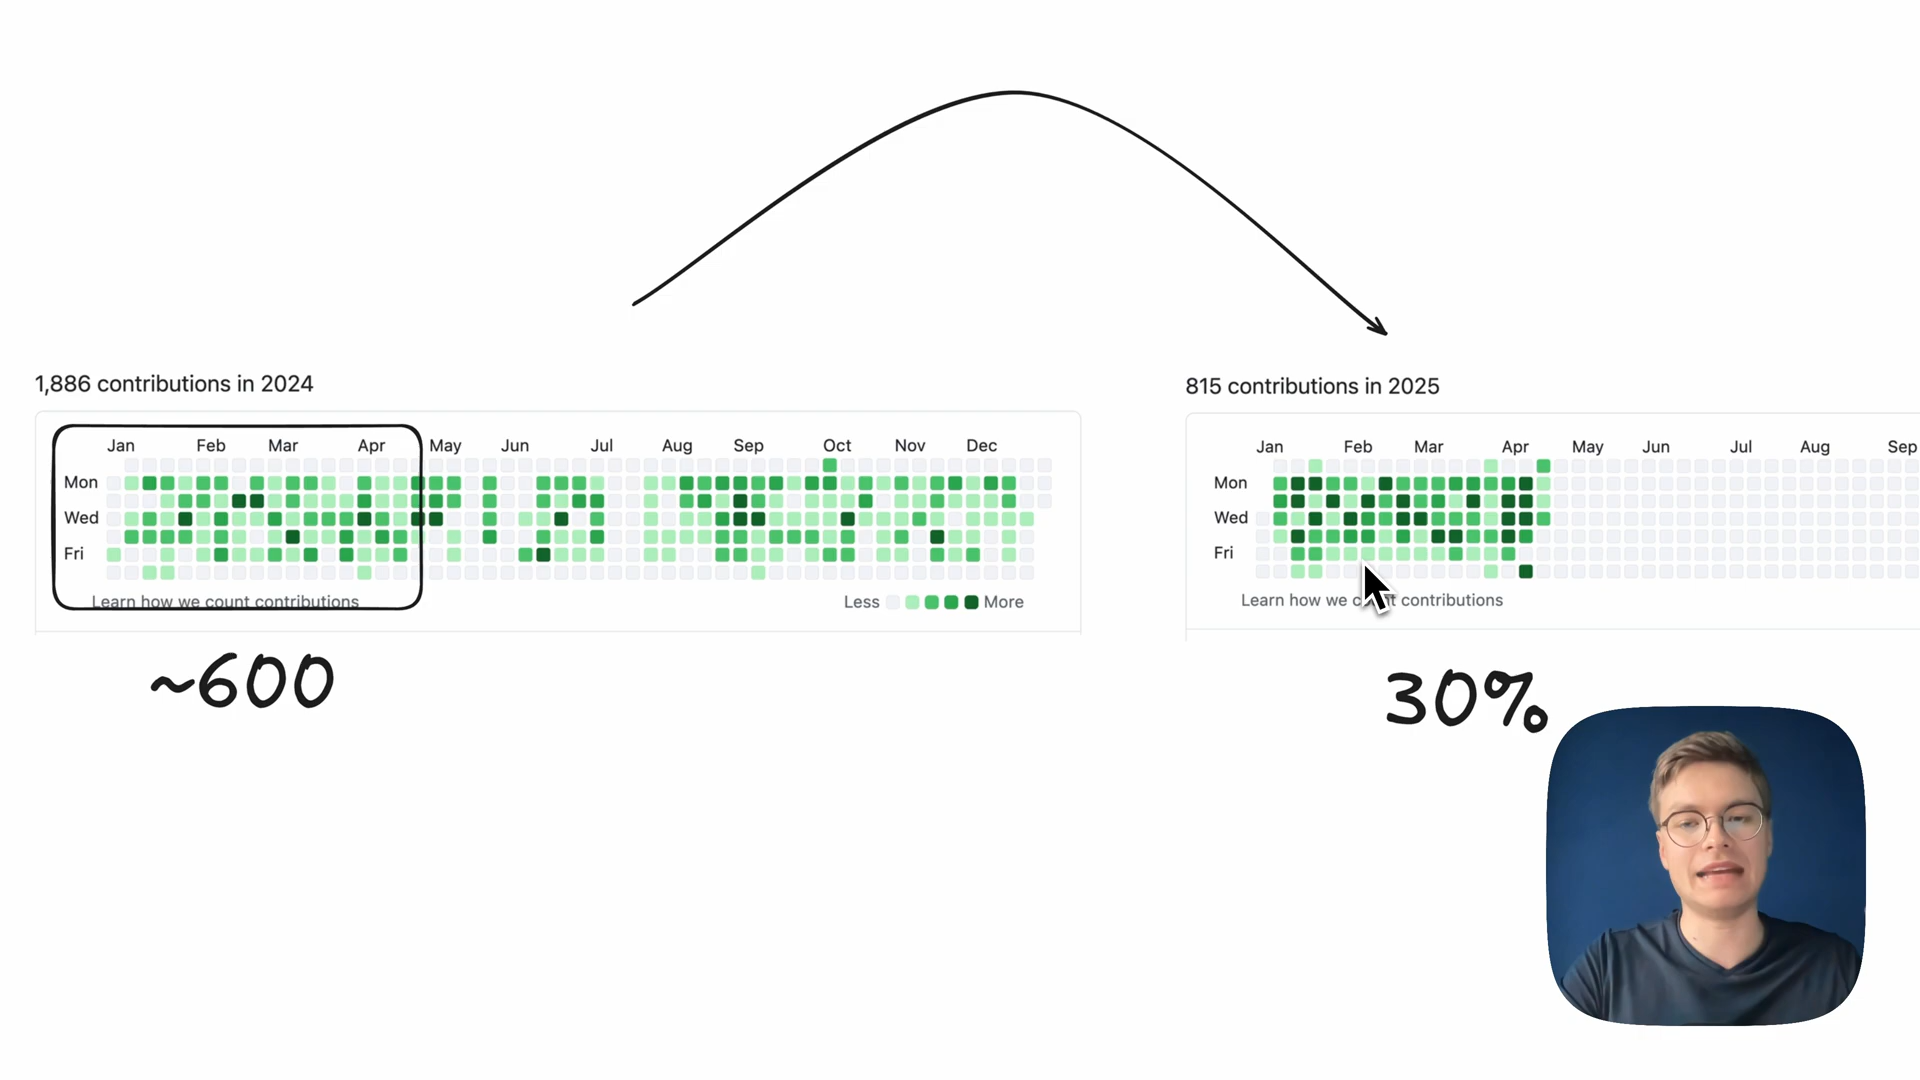 1,886 contributions in 2024
Jan Feb Mar Apr May Jun Jul Aug Sep Oct Nov Dec
Mon
Wed
Fri
Learn how we count contributions
Less More
~600
815 contributions in 2025
Jan Feb Mar Apr May Jun Jul Aug Sep
Mon
Wed
Fri
Learn how we count contributions
30%